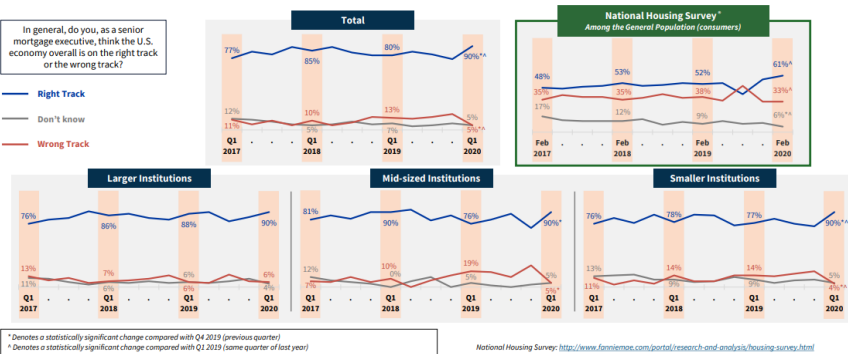 In general, do you, as a senior
mortgage executive, think the U.S.
economy overall is on the right track
or the wrong track?
Right Track
Don't know
Wrong Track
Total
77%
85%
80%
90%*^
12%
11%
10%
5%
13%
7%
5%
5%*^
Q1
2017
Q1
2018
Q1
2019
Q1
2020
National Housing Survey*
Among the General Population (consumers)
48%
53%
52%
61%^
35%
35%
38%
33%^
17%
12%
9%
6%*^
Feb
2017
Feb
2018
Feb
2019
Feb
2020
Larger Institutions
76%
86%
88%
90%
13%
11%
7%
6%
6%
6%
6%
4%
Q1
2017
Q1
2018
Q1
2019
Q1
2020
Mid-sized Institutions
81%
90%
76%
90%*
12%
7%
10%
0%
19%
5%
5%
5%*
Q1
2017
Q1
2018
Q1
2019
Q1
2020
Smaller Institutions
76%
78%
77%
90%*^
13%
11%
14%
9%
14%
9%
5%
4%*^
Q1
2017
Q1
2018
Q1
2019
Q1
2020
* Denotes a statistically significant change compared with Q4 2019 (previous quarter)
^ Denotes a statistically significant change compared with Q1 2019 (same quarter of last year)
National Housing Survey: http://www.fanniemae.com/portal/research-and-analysis/housing-survey.html